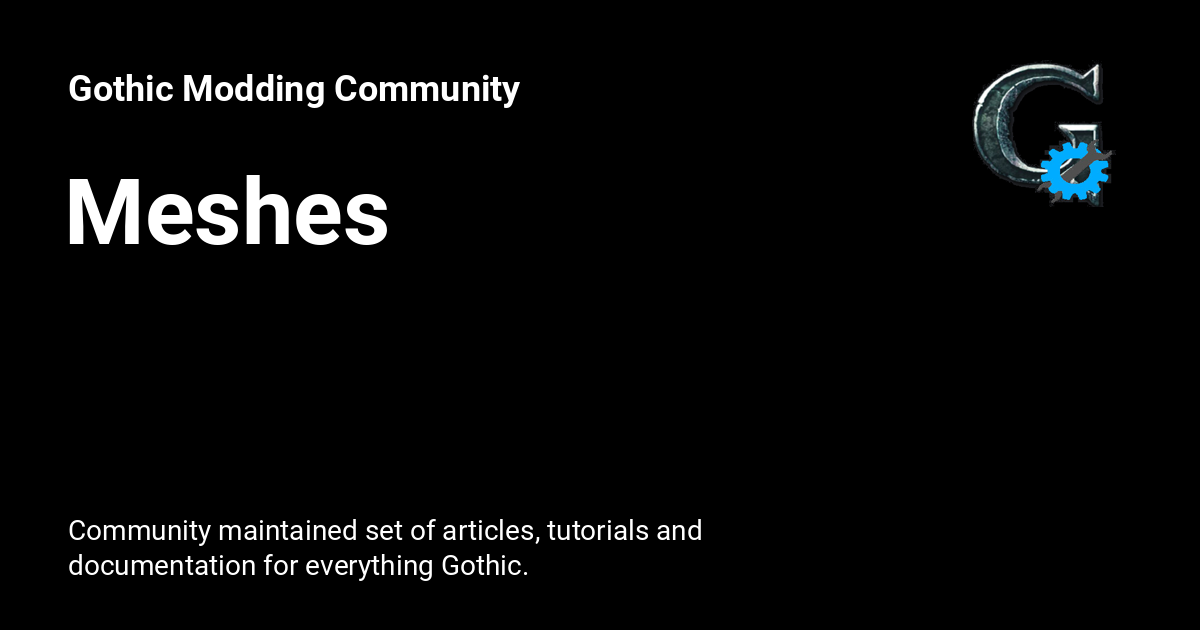 Gothic Modding Community
Meshes
G
Community maintained set of articles, tutorials and
documentation for everything Gothic.